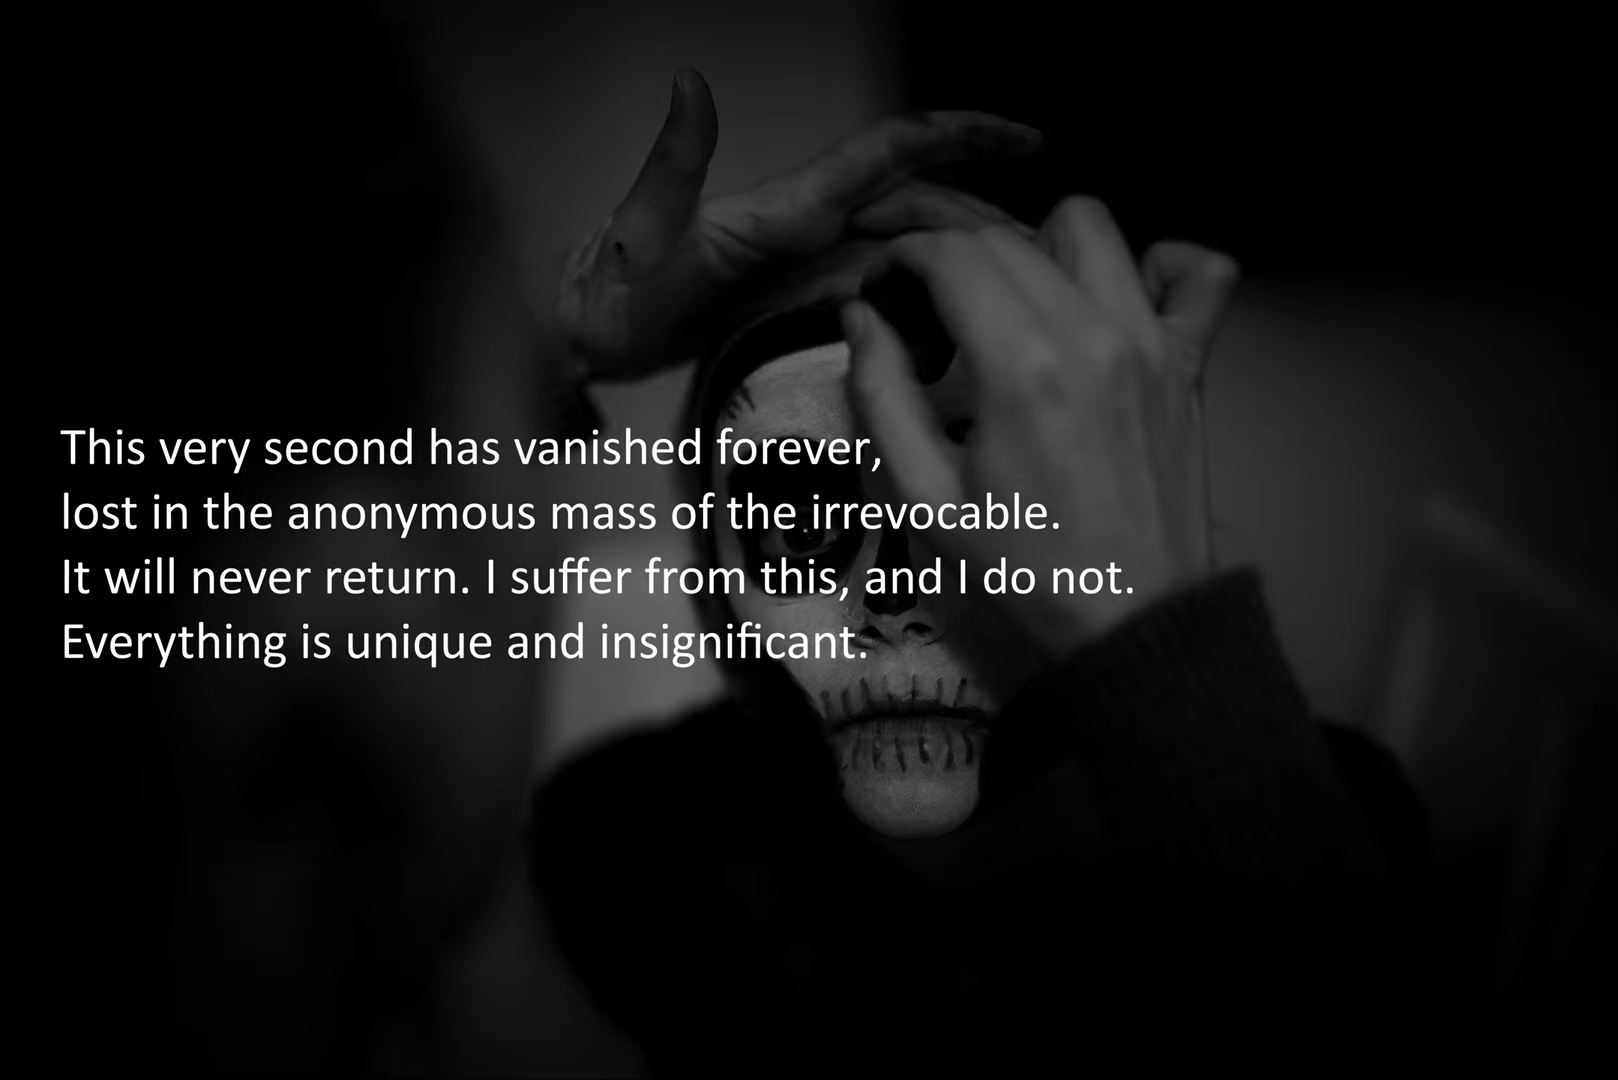 This very second has vanished forever,
lost in the anonymous mass of the irrevocable.
It will never return. I suffer from this, and I do not.
Everything is unique and insignificant.